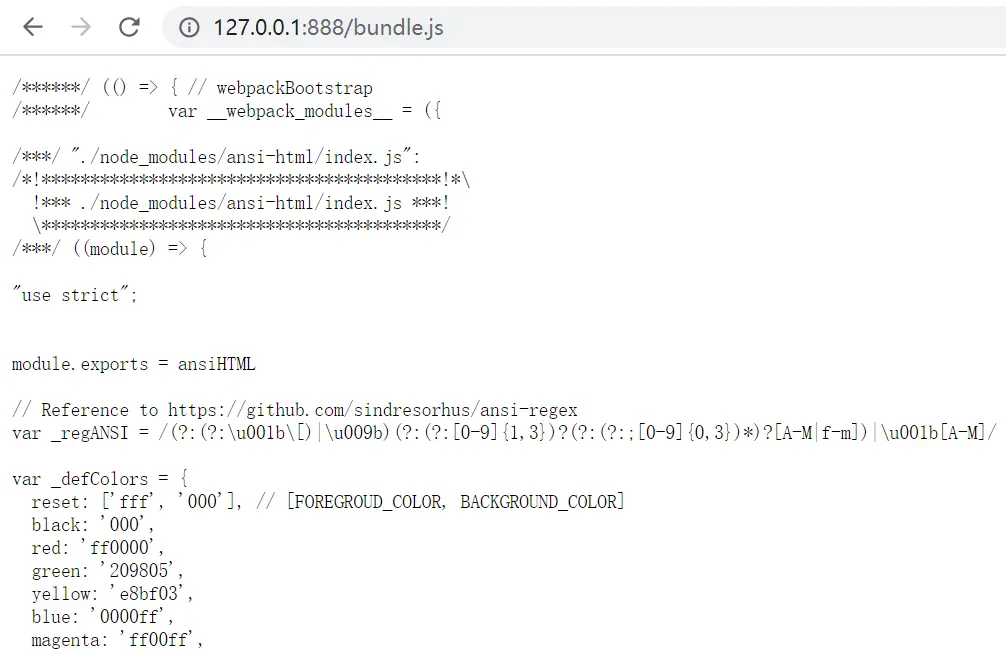 127.0.0.1:888/bundle.js
/******/ (() => { // webpackBootstrap
/******/ 	var __webpack_modules__ = ({
/***/ "./node_modules/ansi-html/index.js":
/*!*****************************************!*\
  !*** ./node_modules/ansi-html/index.js ***!
  \*****************************************/
/***/ ((module) => {
"use strict";
module.exports = ansiHTML
// Reference to https://github.com/sindresorhus/ansi-regex
var _regANSI = /(?:(?:\u001b\[)|\u009b)(?:(?:[0-9]{1,3})?(?:(?:;[0-9]{0,3})*)?[A-M|f-m])|\u001b[A-M]/
var _defColors = {
  reset: ['fff', '000'], // [FOREGROUD_COLOR, BACKGROUND_COLOR]
  black: '000',
  red: 'ff0000',
  green: '209805',
  yellow: 'e8bf03',
  blue: '0000ff',
  magenta: 'ff00ff',